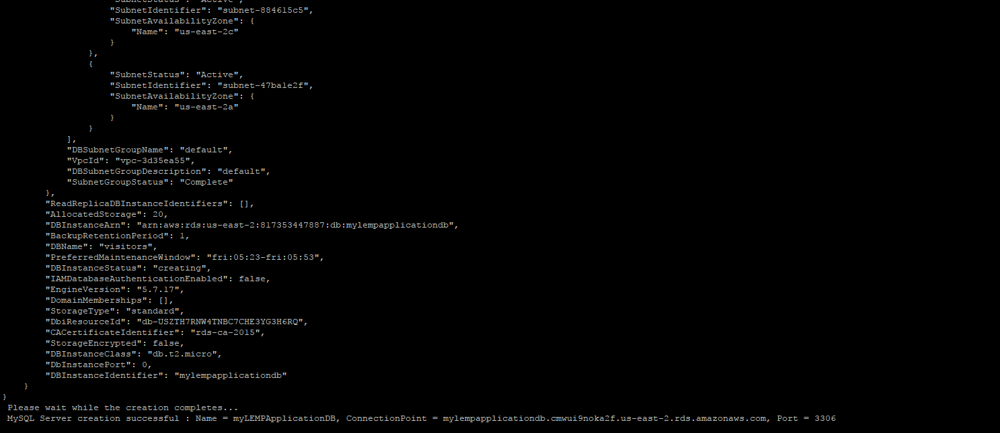 "SubnetStatus": "Active",
"SubnetIdentifier": "subnet-884615c5",
"SubnetAvailabilityZone": {
"Name": "us-east-2c"
}
},
{
"SubnetStatus": "Active",
"SubnetIdentifier": "subnet-47ba1e2f",
"SubnetAvailabilityZone": {
"Name": "us-east-2a"
}
}
],
"DBSubnetGroupName": "default",
"VpcId": "vpc-3d35ea55",
"DBSubnetGroupDescription": "default",
"SubnetGroupStatus": "Complete"
},
"ReadReplicaDBInstanceIdentifiers": [],
"AllocatedStorage": 20,
"DBInstanceArn": "arn:aws:rds:us-east-2:817353447887:db:mylempapplicationdb",
"BackupRetentionPeriod": 1,
"DBName": "visitors",
"PreferredMaintenanceWindow": "fri:05:23-fri:05:53",
"DBInstanceStatus": "creating",
"IAMDatabaseAuthenticationEnabled": false,
"EngineVersion": "5.7.17",
"DomainMemberships": [],
"StorageType": "standard",
"DbiResourceId": "db-USZTH7RNW4TNBC7CHE3YG3H6RQ",
"CACertificateIdentifier": "rds-ca-2015",
"StorageEncrypted": false,
"DBInstanceClass": "db.t2.micro",
"DbInstancePort": 0,
"DBInstanceIdentifier": "mylempapplicationdb"
}
}
Please wait while the creation completes...
MySQL Server creation successful : Name = myLEMPApplicationDB, ConnectionPoint = mylempapplicationdb.cmwui9noka2f.us-east-2.rds.amazonaws.com, Port = 3306